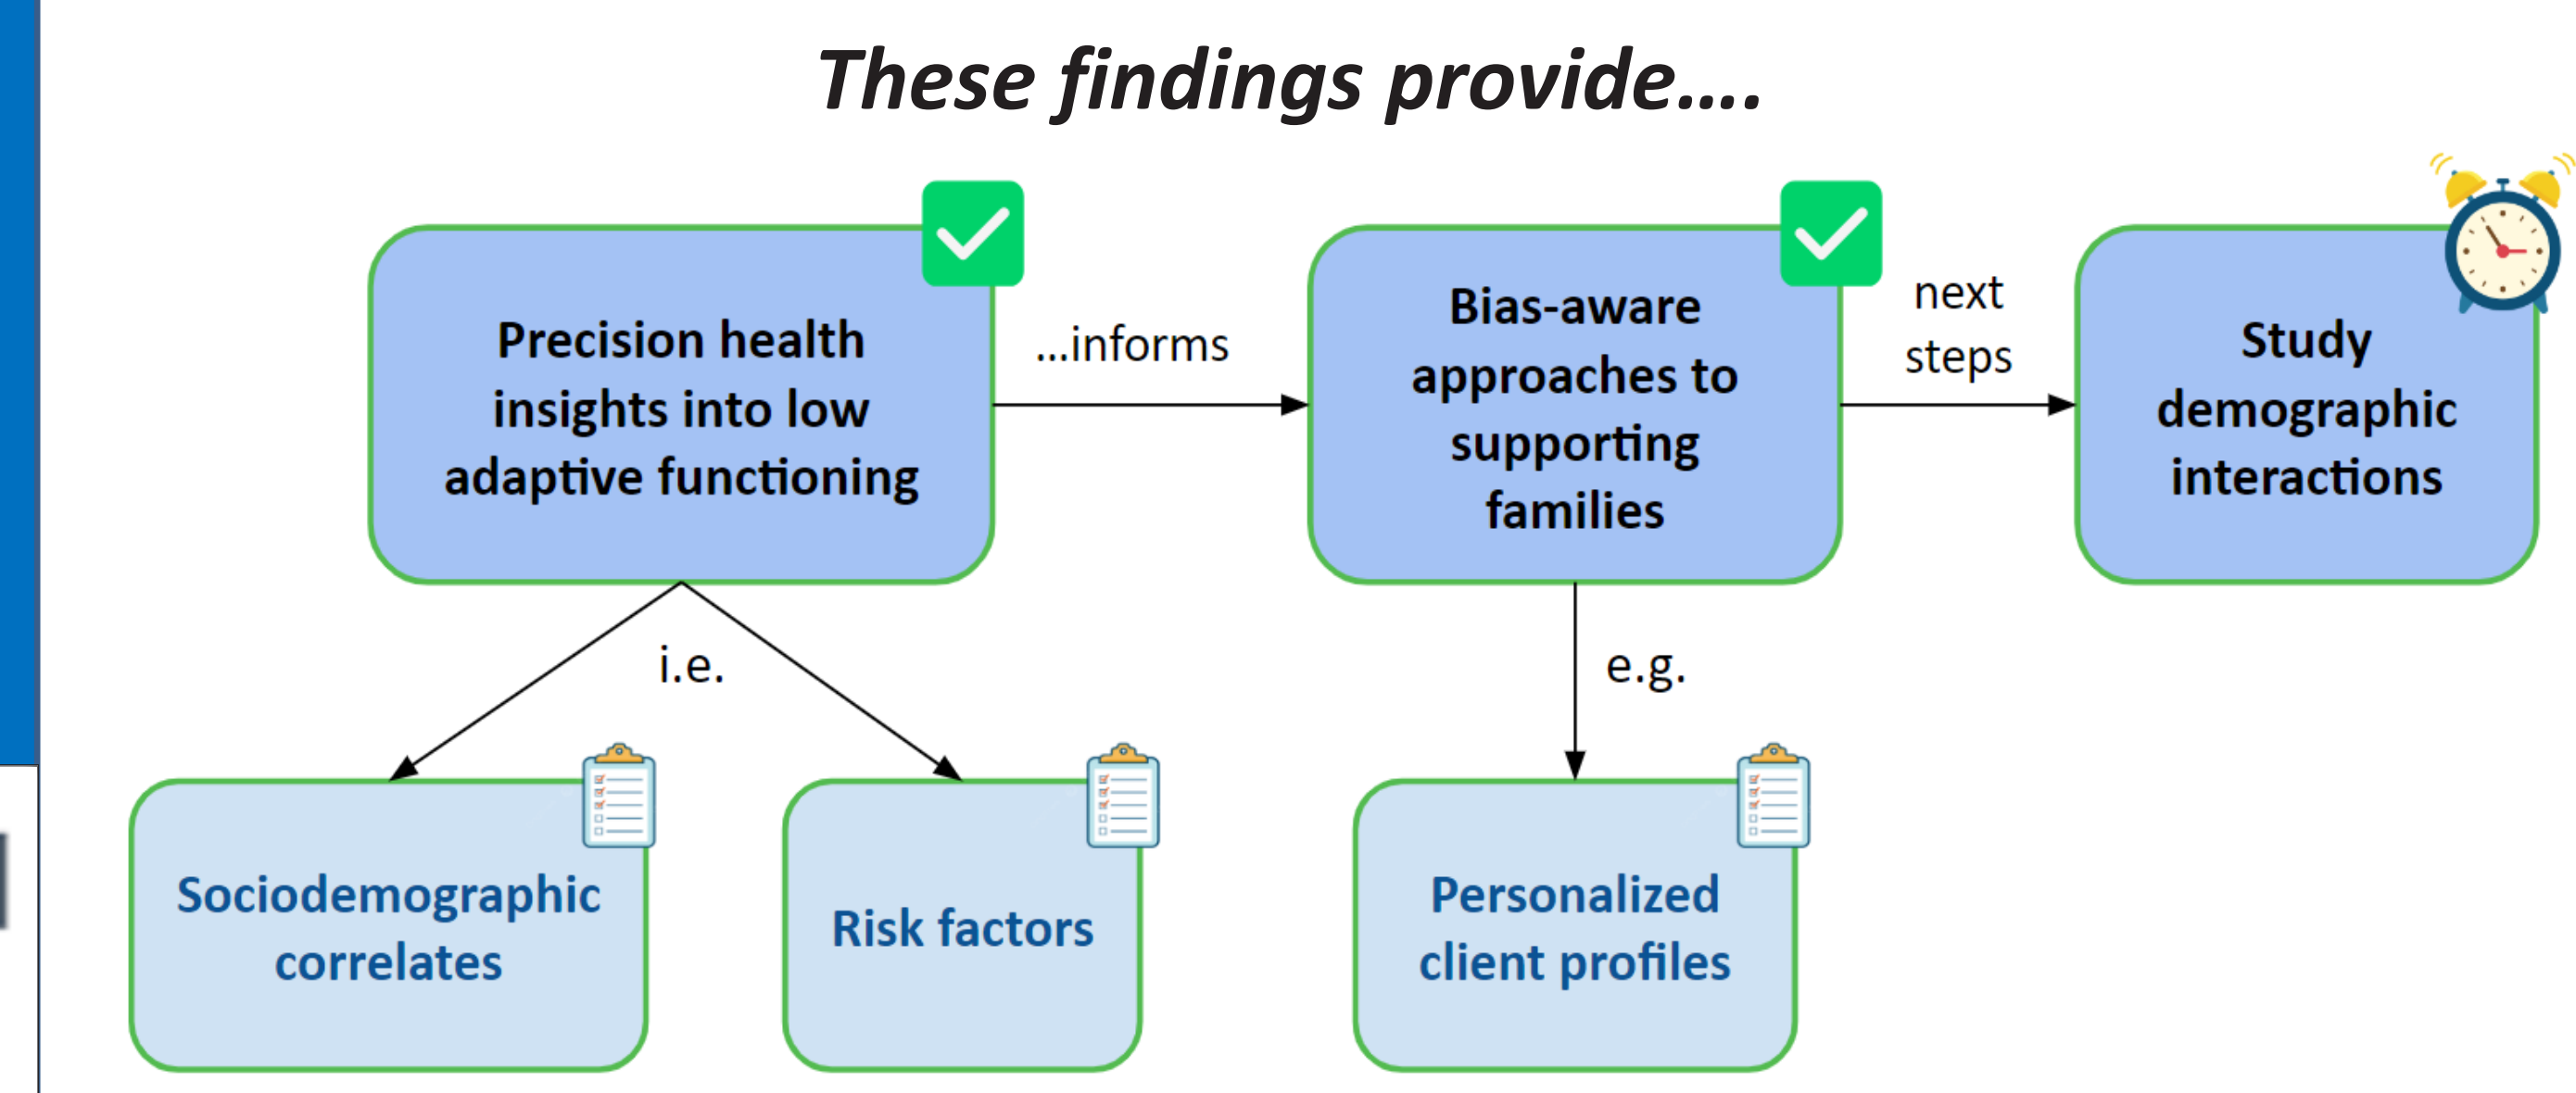 These findings provide....
Precision health
insights into low
adaptive functioning
...informs
Bias-aware
approaches to
supporting
families
next
steps
Study
demographic
interactions
i.e.
e.g.
Sociodemographic
correlates
Risk factors
Personalized
client profiles